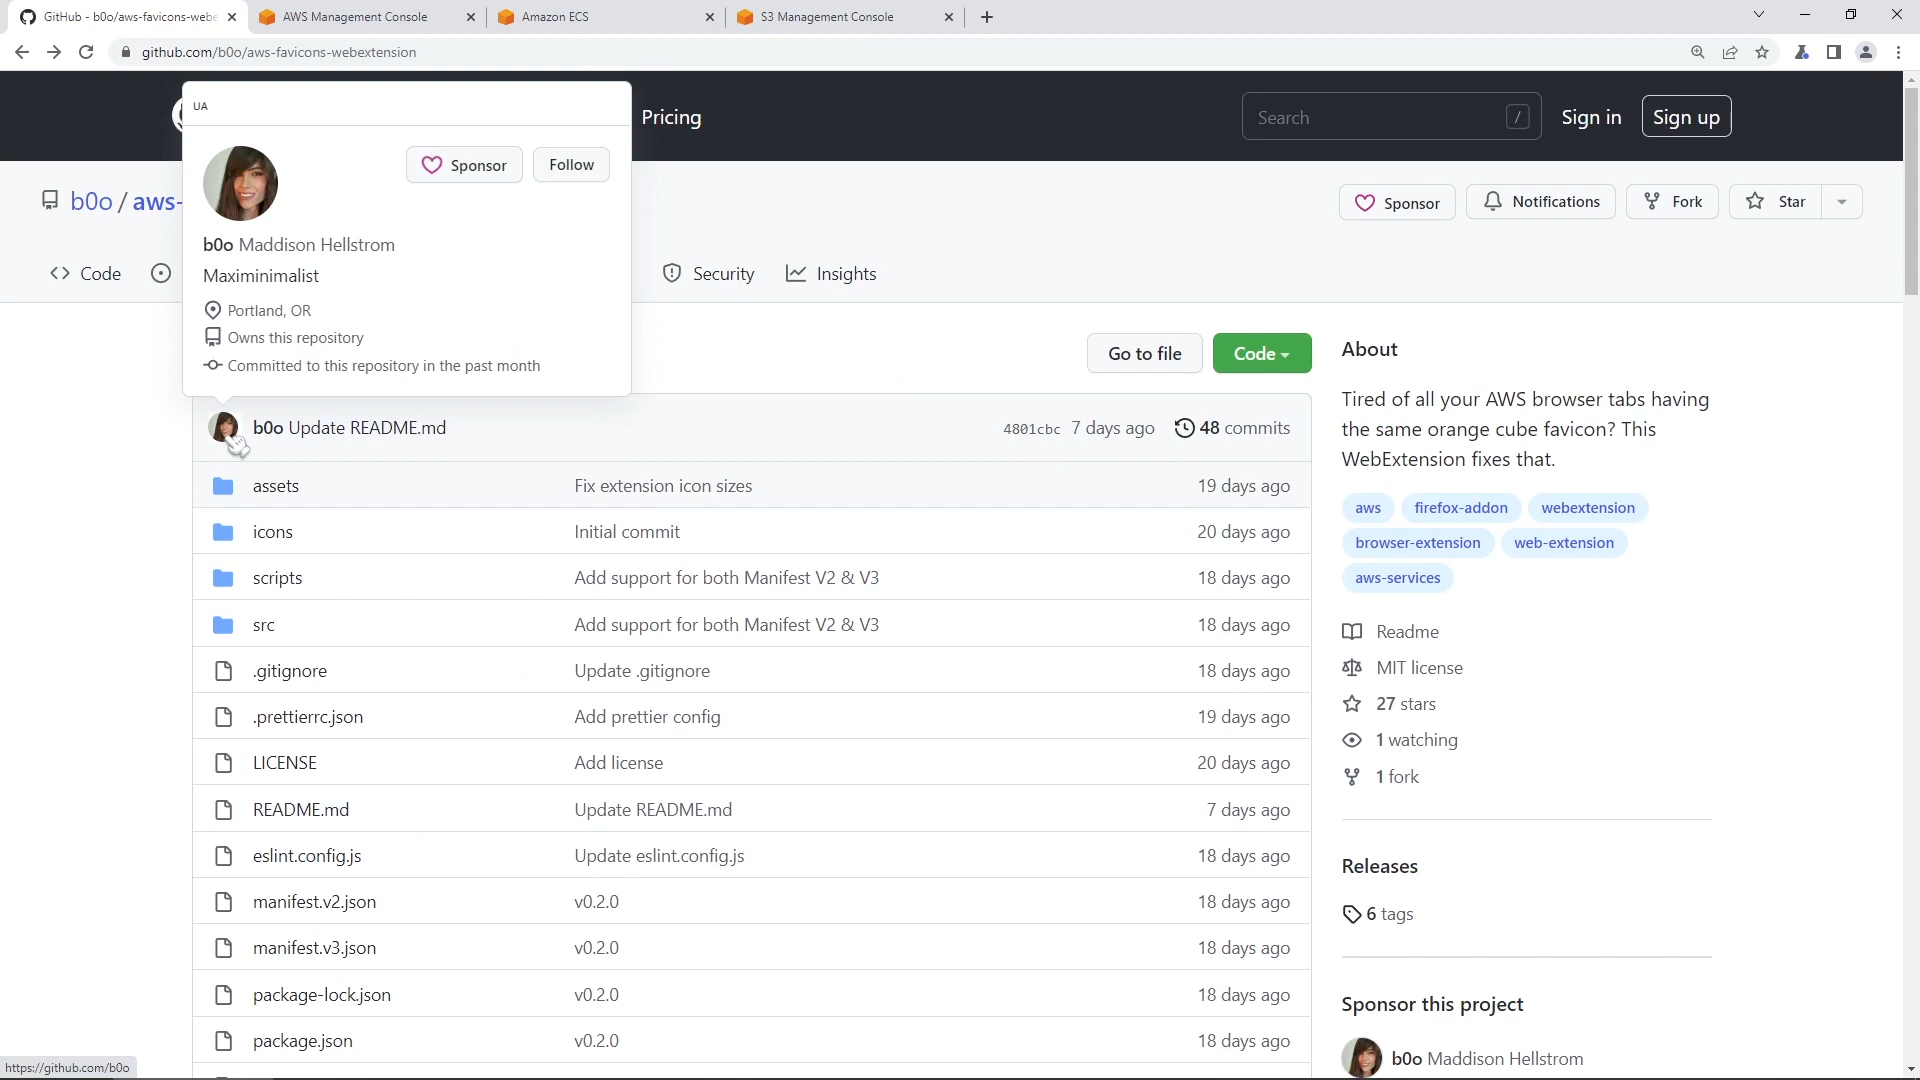 GitHub - b0o/aws-favicons-webe
AWS Management Console
Amazon ECS
S3 Management Console
github.com/b0o/aws-favicons-webextension
UA
Pricing
Search
/
Sign in
Sign up
Sponsor
Follow
b0o / aws-
Sponsor
Notifications
Fork
Star
b0o Maddison Hellstrom
Maximinimalist
Code
Security
Insights
Portland, OR
Owns this repository
Committed to this repository in the past month
Go to file
Code
b0o Update README.md
4801cbc 7 days ago
48 commits
assets
Fix extension icon sizes
19 days ago
icons
Initial commit
20 days ago
scripts
Add support for both Manifest V2 & V3
18 days ago
src
Add support for both Manifest V2 & V3
18 days ago
.gitignore
Update .gitignore
18 days ago
.prettierrc.json
Add prettier config
19 days ago
LICENSE
Add license
20 days ago
README.md
Update README.md
7 days ago
eslint.config.js
Update eslint.config.js
18 days ago
manifest.v2.json
v0.2.0
18 days ago
manifest.v3.json
v0.2.0
18 days ago
package-lock.json
v0.2.0
18 days ago
package.json
v0.2.0
18 days ago
About
Tired of all your AWS browser tabs having
the same orange cube favicon? This
WebExtension fixes that.
aws
firefox-addon
webextension
browser-extension
web-extension
aws-services
Readme
MIT license
27 stars
1 watching
1 fork
Releases
6 tags
Sponsor this project
b0o Maddison Hellstrom
https://github.com/b0o